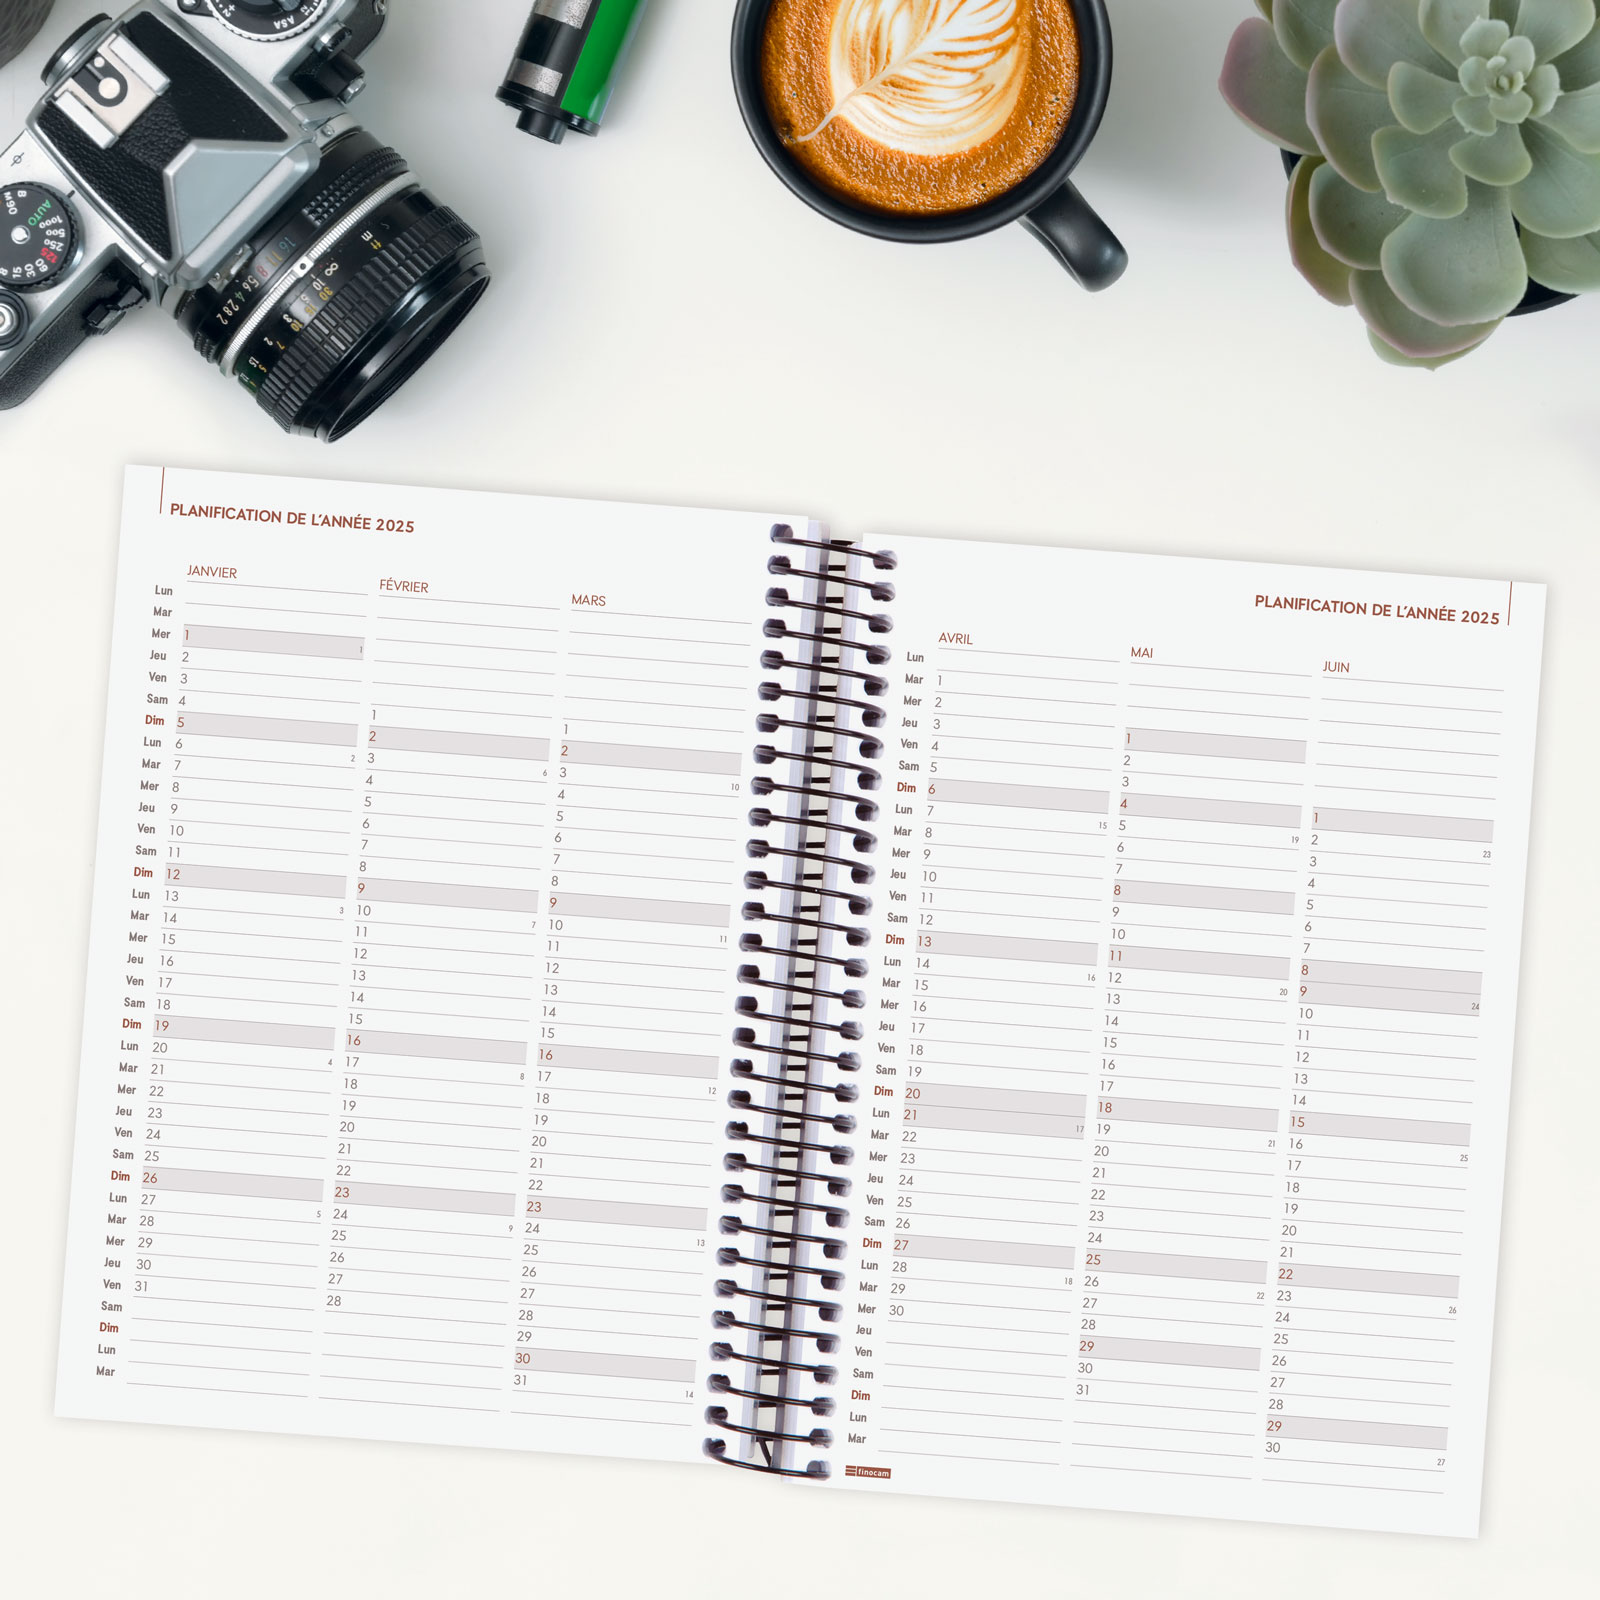 ASA
AUTO
1000
250
125
60
30
15
8
PLANIFICATION DE L'ANNÉE 2025
JANVIER
FÉVRIER
MARS
Lun
Mar
Mer 1 1
Jeu 2
Ven 3
Sam 4 1 1
Dim 5 2 2
Lun 6 2 3 6 3 10
Mar 7 4 4
Mer 8 5 5
Jeu 9 6 6
Ven 10 7 7
Sam 11 8 8
Dim 12 9 9
Lun 13 3 10 7 10 11
Mar 14 11 11
Mer 15 12 12
Jeu 16 13 13
Ven 17 14 14
Sam 18 15 15
Dim 19 16 16
Lun 20 4 17 8 17 12
Mar 21 18 18
Mer 22 19 19
Jeu 23 20 20
Ven 24 21 21
Sam 25 22 22
Dim 26 23 23
Lun 27 5 24 9 24 13
Mar 28 25 25
Mer 29 26 26
Jeu 30 27 27
Ven 31 28 28
Sam 29
Dim 30
Lun 31 14
Mar
PLANIFICATION DE L'ANNÉE 2025
AVRIL
MAI
JUIN
Lun
Mar 1
Mer 2
Jeu 3 1
Ven 4 2
Sam 5 3
Dim 6 4 1
Lun 7 15 5 19 2 23
Mar 8 6 3
Mer 9 7 4
Jeu 10 8 5
Ven 11 9 6
Sam 12 10 7
Dim 13 11 8
Lun 14 16 12 20 9 24
Mar 15 13 10
Mer 16 14 11
Jeu 17 15 12
Ven 18 16 13
Sam 19 17 14
Dim 20 18 15
Lun 21 17 19 21 16 25
Mar 22 20 17
Mer 23 21 18
Jeu 24 22 19
Ven 25 23 20
Sam 26 24 21
Dim 27 25 22
Lun 28 18 26 22 23 26
Mar 29 27 24
Mer 30 28 25
Jeu 29 26
Ven 30 27
Sam 31 28
Dim 29
Lun 30 27
Mar
finocam